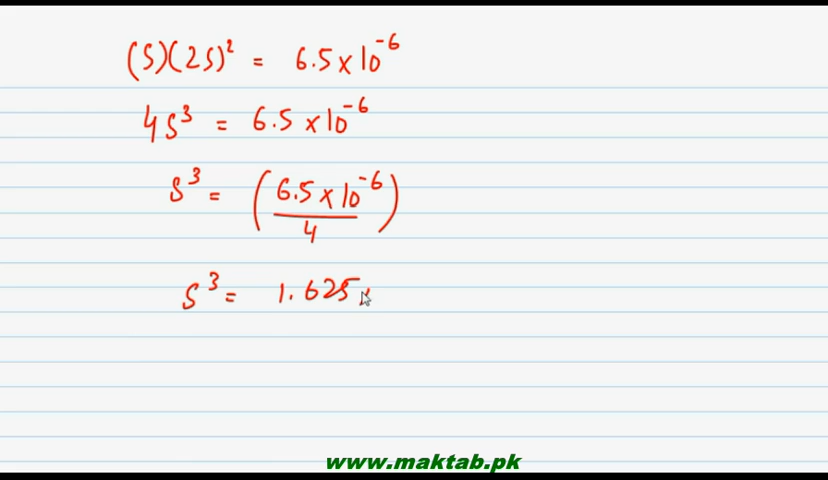 (S)(2S)² = 6.5×10⁻⁶
4S³ = 6.5×10⁻⁶
S³ = (6.5×10⁻⁶/4)
S³ = 1.625×
www.maktab.pk